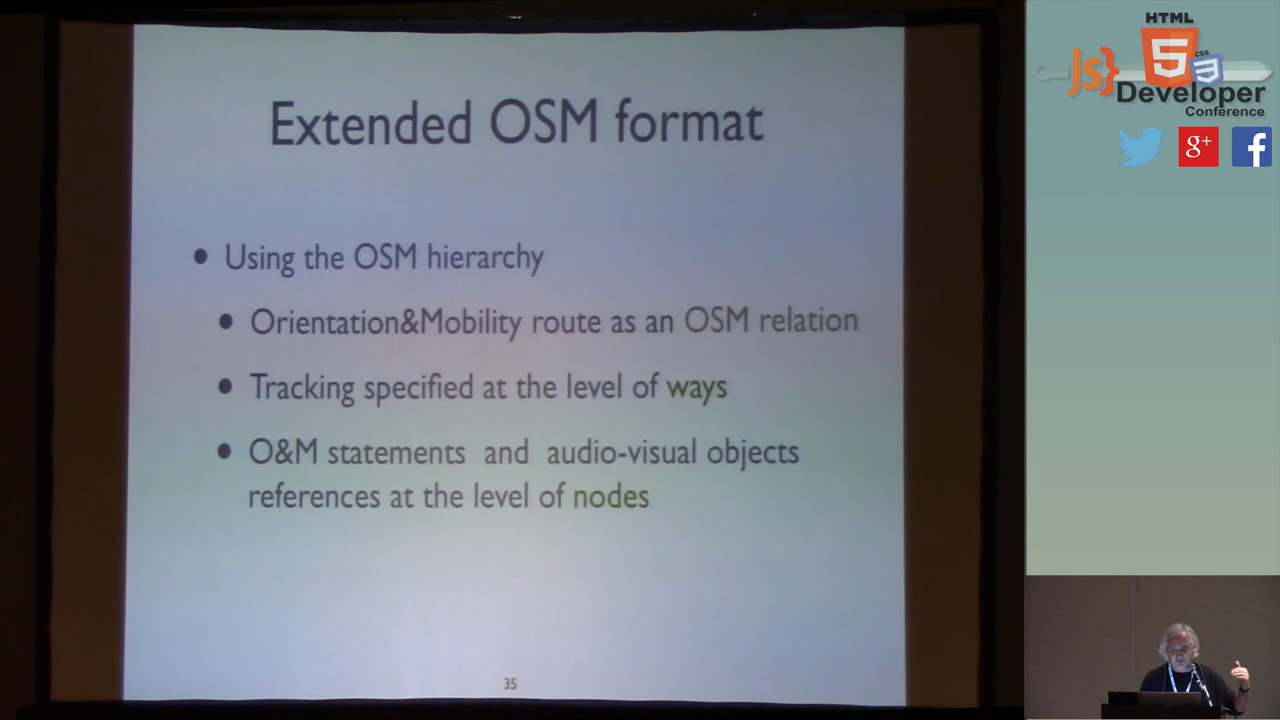 Extended OSM format
• Using the OSM hierarchy
• Orientation&Mobility route as an OSM relation
• Tracking specified at the level of ways
• O&M statements and audio-visual objects
references at the level of nodes
35
HTML
JS}
5
CSS
3
Developer
Conference
g+
f